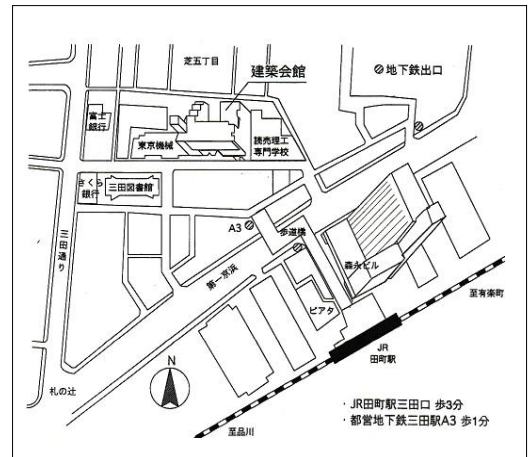 芝五丁目
建築会館
地下鉄出口
富士
銀行
東京機械
読売理工
専門学校
さくら
銀行
三田図書館
三田通り
A3
歩道橋
第一京浜
森永ビル
ピアタ
至有楽町
JR
田町駅
N
札の辻
至品川
・JR田町駅三田口 歩3分
・都営地下鉄三田駅A3 歩1分